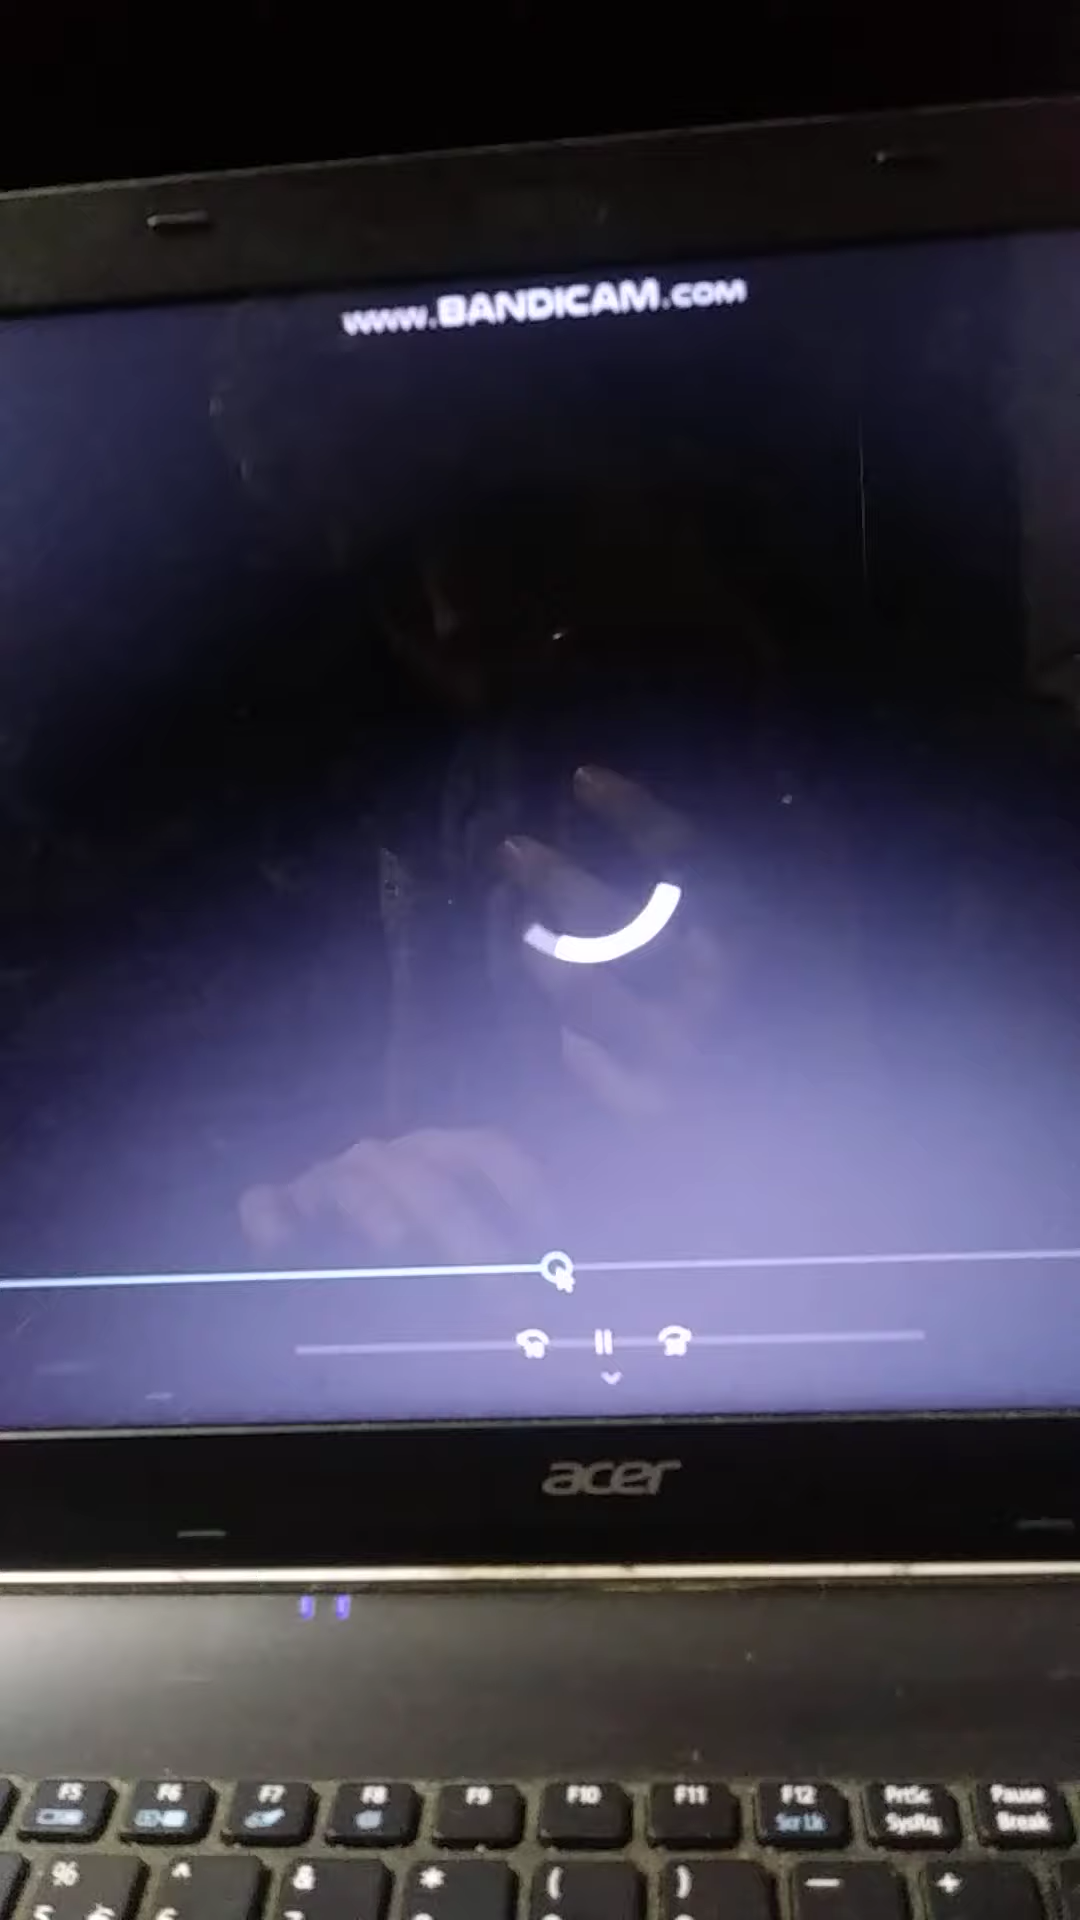 www.BANDICAM.com
acer
F5 F6 F7 F8 F9 F10 F11 F12 PrtSc Pause
Scr Lk SysRq Break
% ^ & * ( ) — +